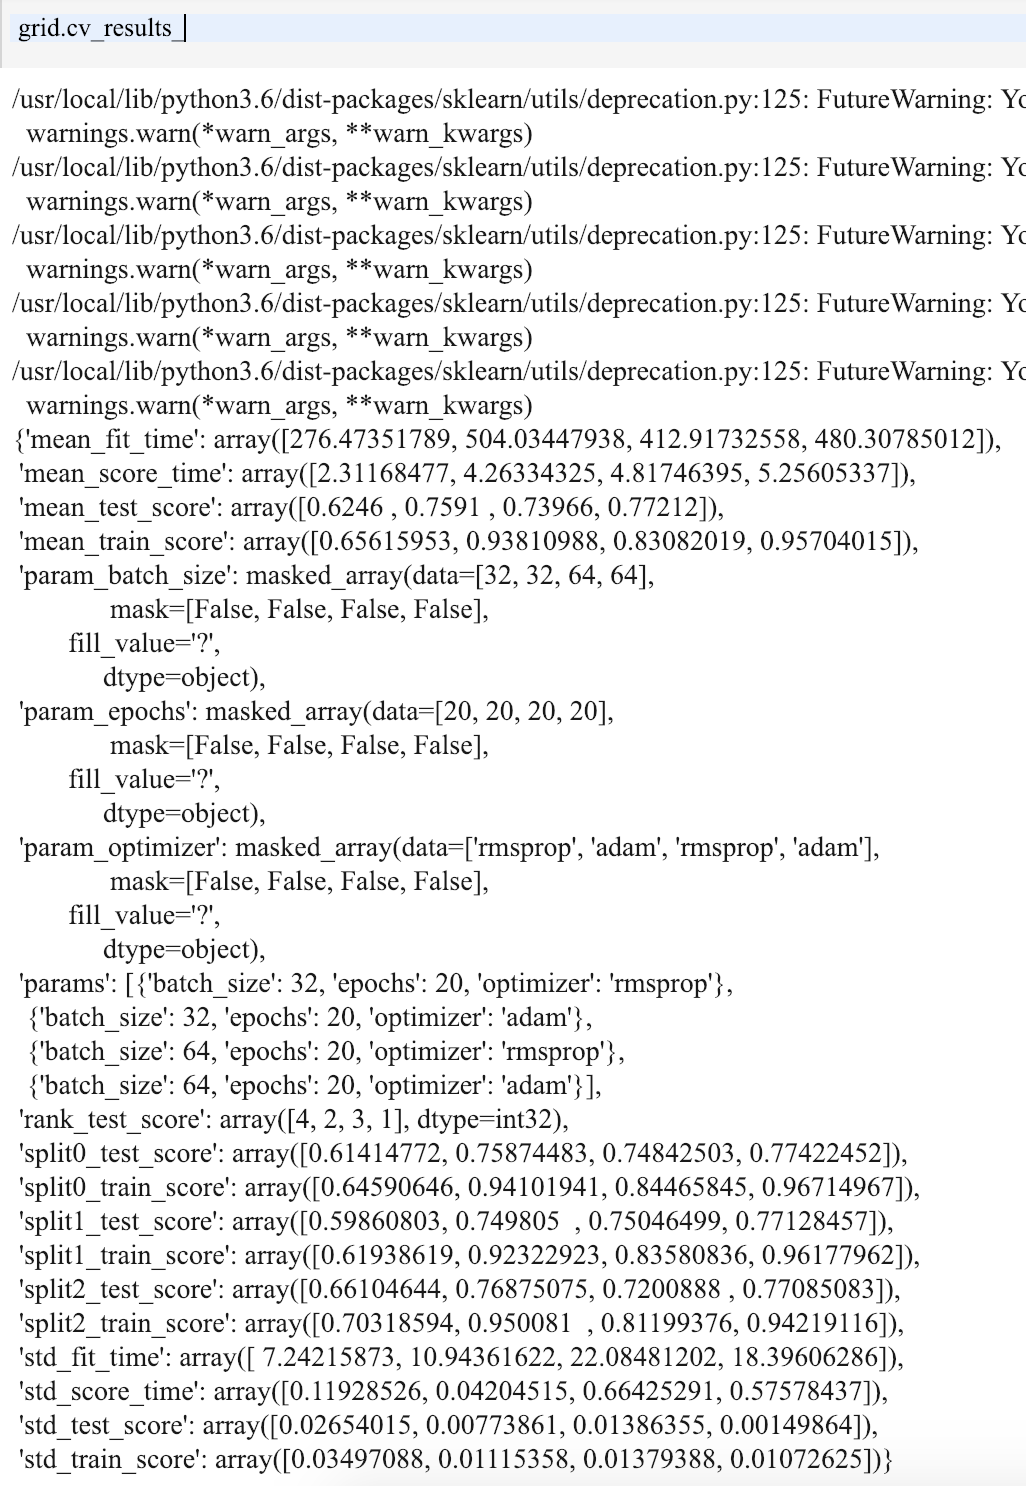 grid.cv_results_
/usr/local/lib/python3.6/dist-packages/sklearn/utils/deprecation.py:125: FutureWarning: Yo
warnings.warn(*warn_args, **warn_kwargs)
/usr/local/lib/python3.6/dist-packages/sklearn/utils/deprecation.py:125: FutureWarning: Yo
warnings.warn(*warn_args, **warn_kwargs)
/usr/local/lib/python3.6/dist-packages/sklearn/utils/deprecation.py:125: FutureWarning: Yo
warnings.warn(*warn_args, **warn_kwargs)
/usr/local/lib/python3.6/dist-packages/sklearn/utils/deprecation.py:125: FutureWarning: Yo
warnings.warn(*warn_args, **warn_kwargs)
/usr/local/lib/python3.6/dist-packages/sklearn/utils/deprecation.py:125: FutureWarning: Yo
warnings.warn(*warn_args, **warn_kwargs)
{'mean_fit_time': array([276.47351789, 504.03447938, 412.91732558, 480.30785012]),
'mean_score_time': array([2.31168477, 4.26334325, 4.81746395, 5.25605337]),
'mean_test_score': array([0.6246 , 0.7591 , 0.73966, 0.77212]),
'mean_train_score': array([0.65615953, 0.93810988, 0.83082019, 0.95704015]),
'param_batch_size': masked_array(data=[32, 32, 64, 64],
mask=[False, False, False, False],
fill_value='?',
dtype=object),
'param_epochs': masked_array(data=[20, 20, 20, 20],
mask=[False, False, False, False],
fill_value='?',
dtype=object),
'param_optimizer': masked_array(data=['rmsprop', 'adam', 'rmsprop', 'adam'],
mask=[False, False, False, False],
fill_value='?',
dtype=object),
'params': [{'batch_size': 32, 'epochs': 20, 'optimizer': 'rmsprop'},
{'batch_size': 32, 'epochs': 20, 'optimizer': 'adam'},
{'batch_size': 64, 'epochs': 20, 'optimizer': 'rmsprop'},
{'batch_size': 64, 'epochs': 20, 'optimizer': 'adam'}],
'rank_test_score': array([4, 2, 3, 1], dtype=int32),
'split0_test_score': array([0.61414772, 0.75874483, 0.74842503, 0.77422452]),
'split0_train_score': array([0.64590646, 0.94101941, 0.84465845, 0.96714967]),
'split1_test_score': array([0.59860803, 0.749805  , 0.75046499, 0.77128457]),
'split1_train_score': array([0.61938619, 0.92322923, 0.83580836, 0.96177962]),
'split2_test_score': array([0.66104644, 0.76875075, 0.7200888 , 0.77085083]),
'split2_train_score': array([0.70318594, 0.950081  , 0.81199376, 0.94219116]),
'std_fit_time': array([ 7.24215873, 10.94361622, 22.08481202, 18.39606286]),
'std_score_time': array([0.11928526, 0.04204515, 0.66425291, 0.57578437]),
'std_test_score': array([0.02654015, 0.00773861, 0.01386355, 0.00149864]),
'std_train_score': array([0.03497088, 0.01115358, 0.01379388, 0.01072625])}